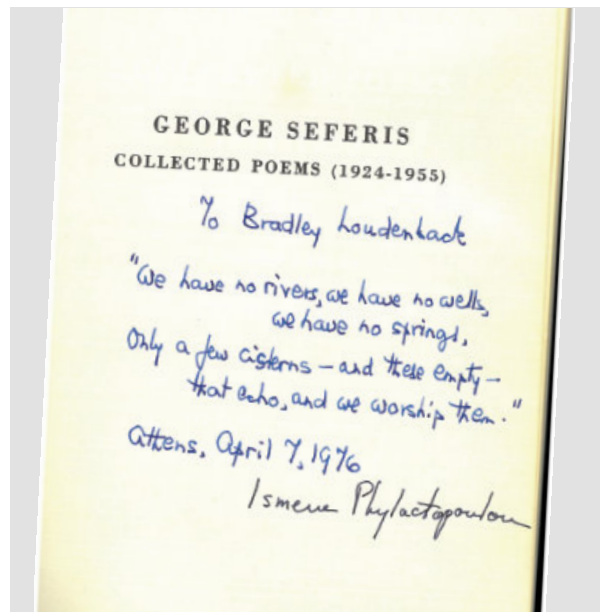 GEORGE SEFERIS
COLLECTED POEMS (1924-1955)
To Bradley Loudenback
"We have no rivers, we have no wells,
we have no springs,
Only a few cisterns — and these empty —
that echo, and we worship them."
Athens, April 7, 1976
Ismene Phylactopoulou